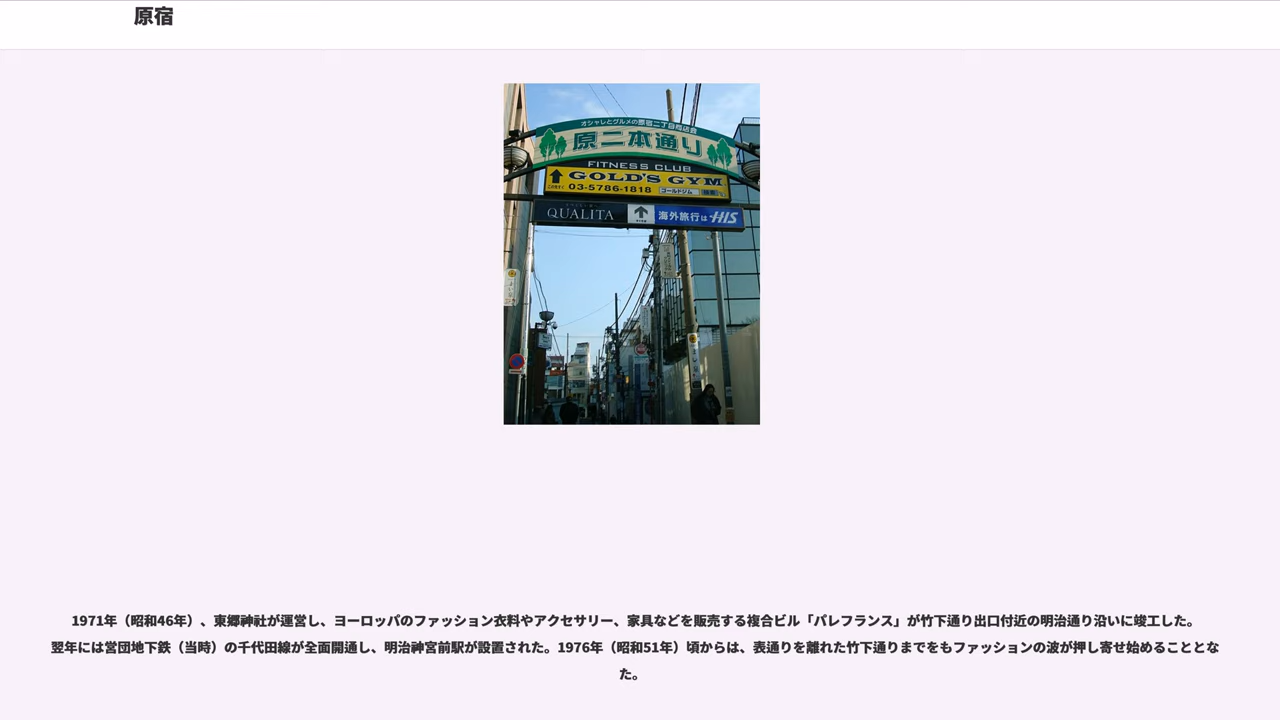 原宿
オシャレとグルメの原宿二丁目商店会
原二本通り
FITNESS CLUB
GOLD'S GYM
03-5786-1818 ゴールドジム
QUALITA
海外旅行は HIS
1971年（昭和46年）、東郷神社が運営し、ヨーロッパのファッション衣料やアクセサリー、家具などを販売する複合ビル「パレフランス」が竹下通り出口付近の明治通り沿いに竣工した。
翌年には営団地下鉄（当時）の千代田線が全面開通し、明治神宮前駅が設置された。1976年（昭和51年）頃からは、表通りを離れた竹下通りまでをもファッションの波が押し寄せ始めることとな
た。